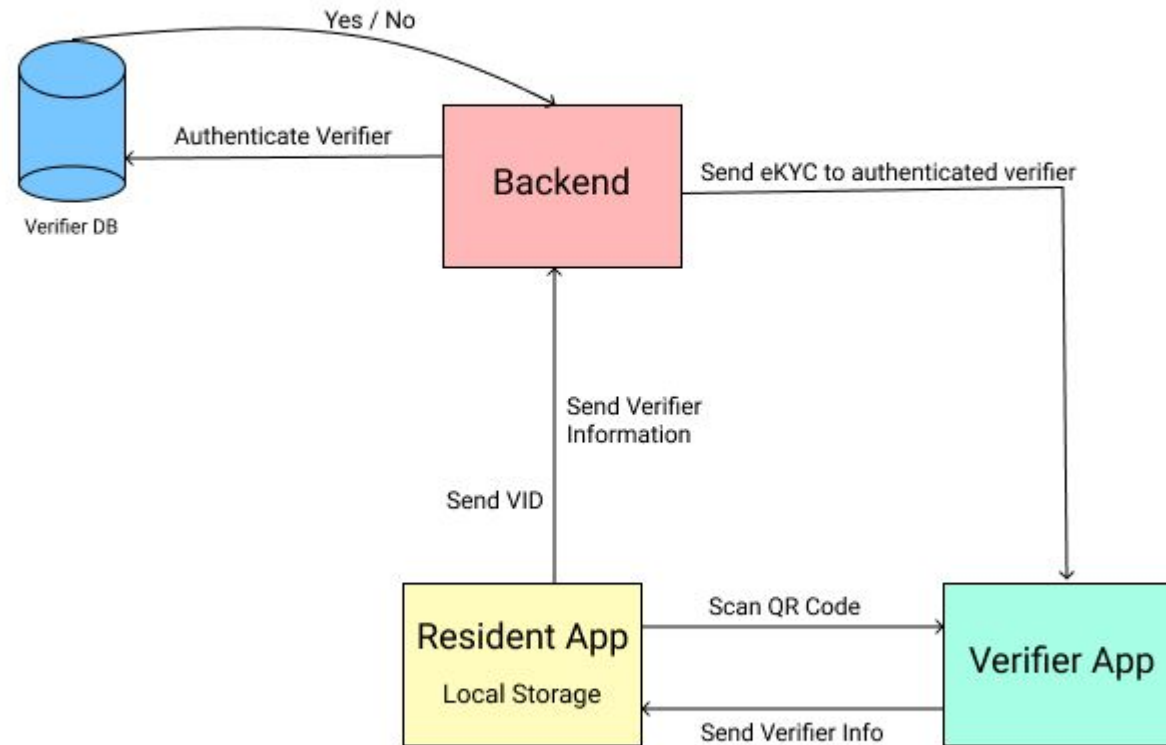 Yes / No
Authenticate Verifier
Backend
Send eKYC to authenticated verifier
Verifier DB
Send Verifier
Information
Send VID
Resident App
Local Storage
Scan QR Code
Verifier App
Send Verifier Info